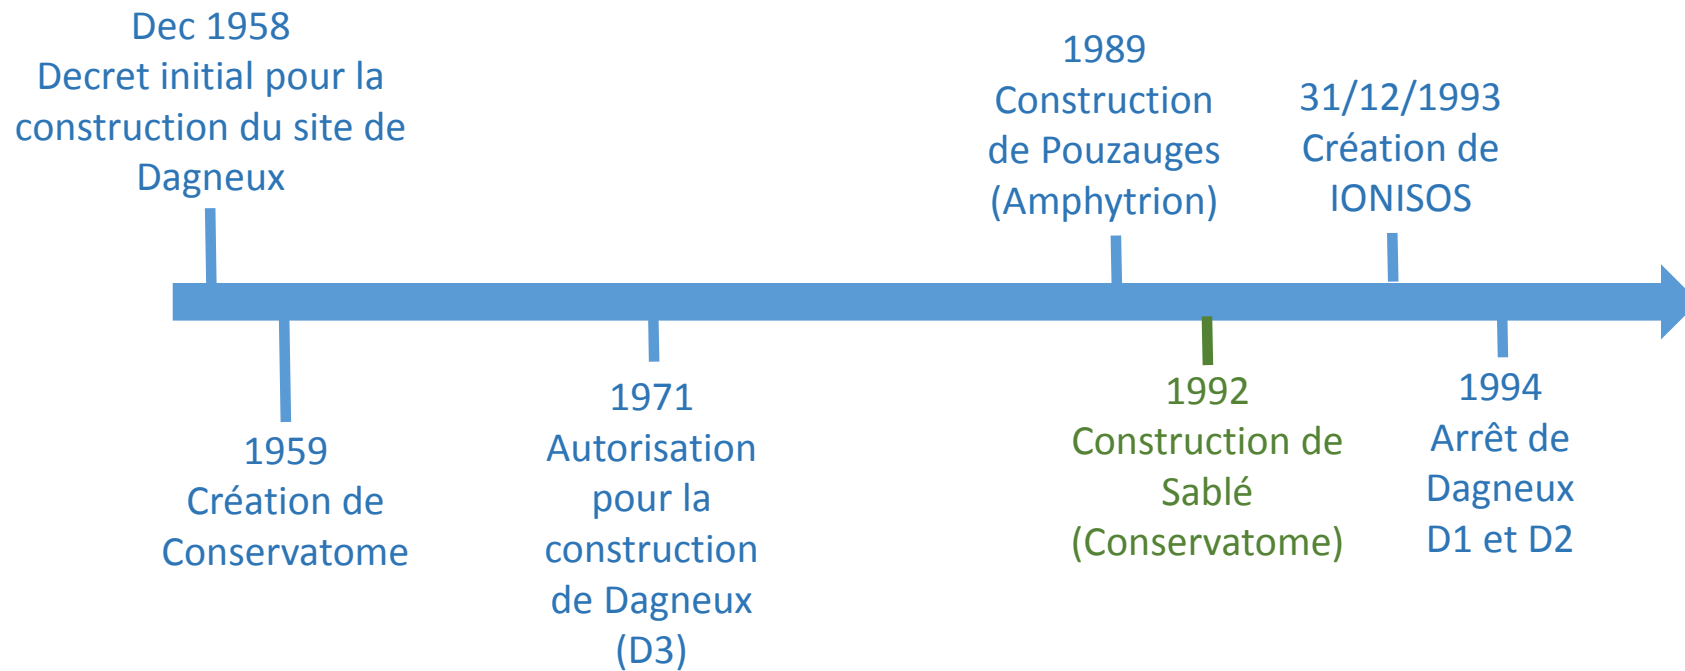 Dec 1958
Decret initial pour la
construction du site de
Dagneux
1959
Création de
Conservatome
1971
Autorisation
pour la
construction
de Dagneux
(D3)
1989
Construction
de Pouzauges
(Amphytrion)
1992
Construction de
Sablé
(Conservatome)
31/12/1993
Création de
IONISOS
1994
Arrêt de
Dagneux
D1 et D2